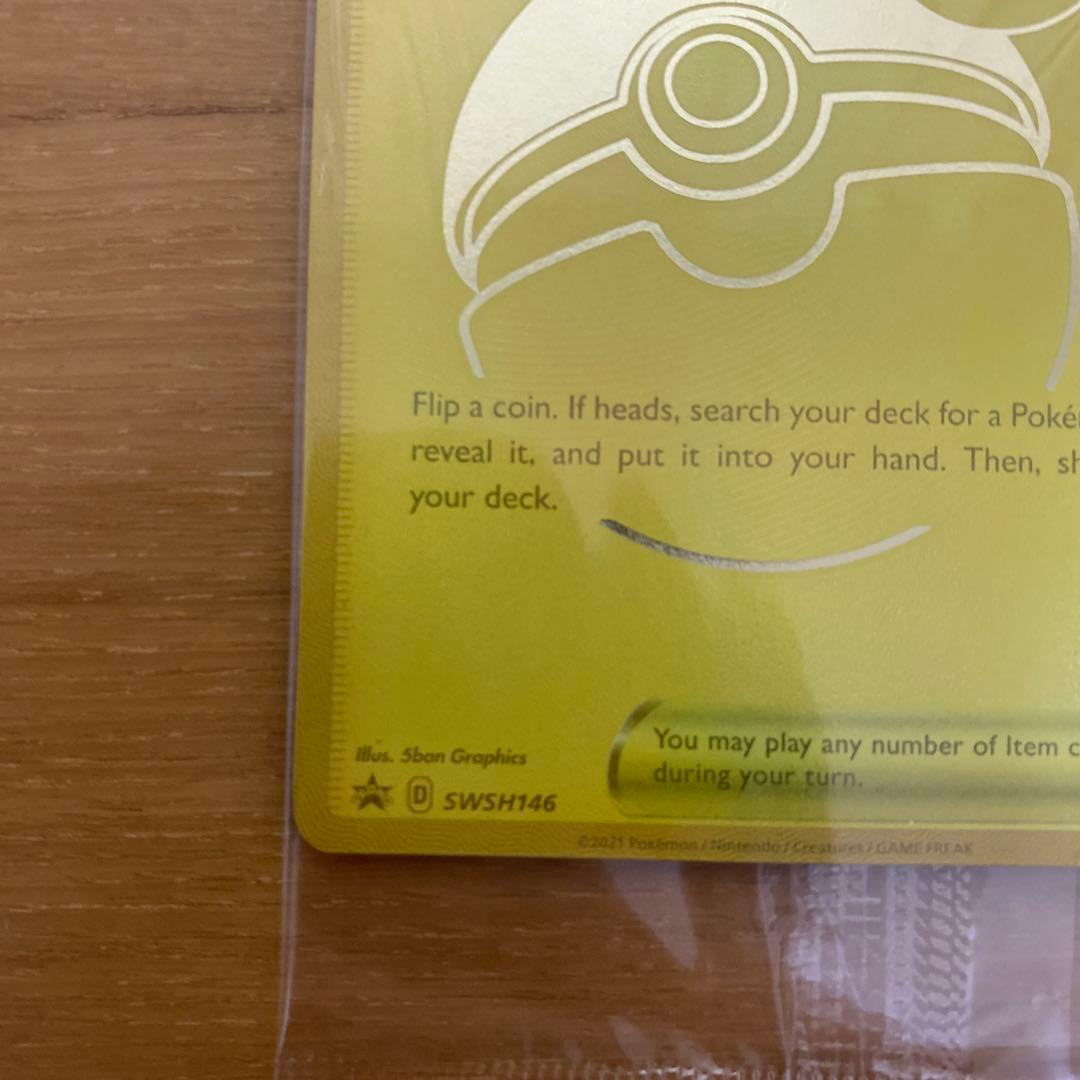 Flip a coin. If heads, search your deck for a Poké
reveal it, and put it into your hand. Then, sh
your deck.
You may play any number of Item c
during your turn.
Illus. 5ban Graphics
D SWSH146
©2021 Pokémon / Nintendo / Creatures / GAME FREAK